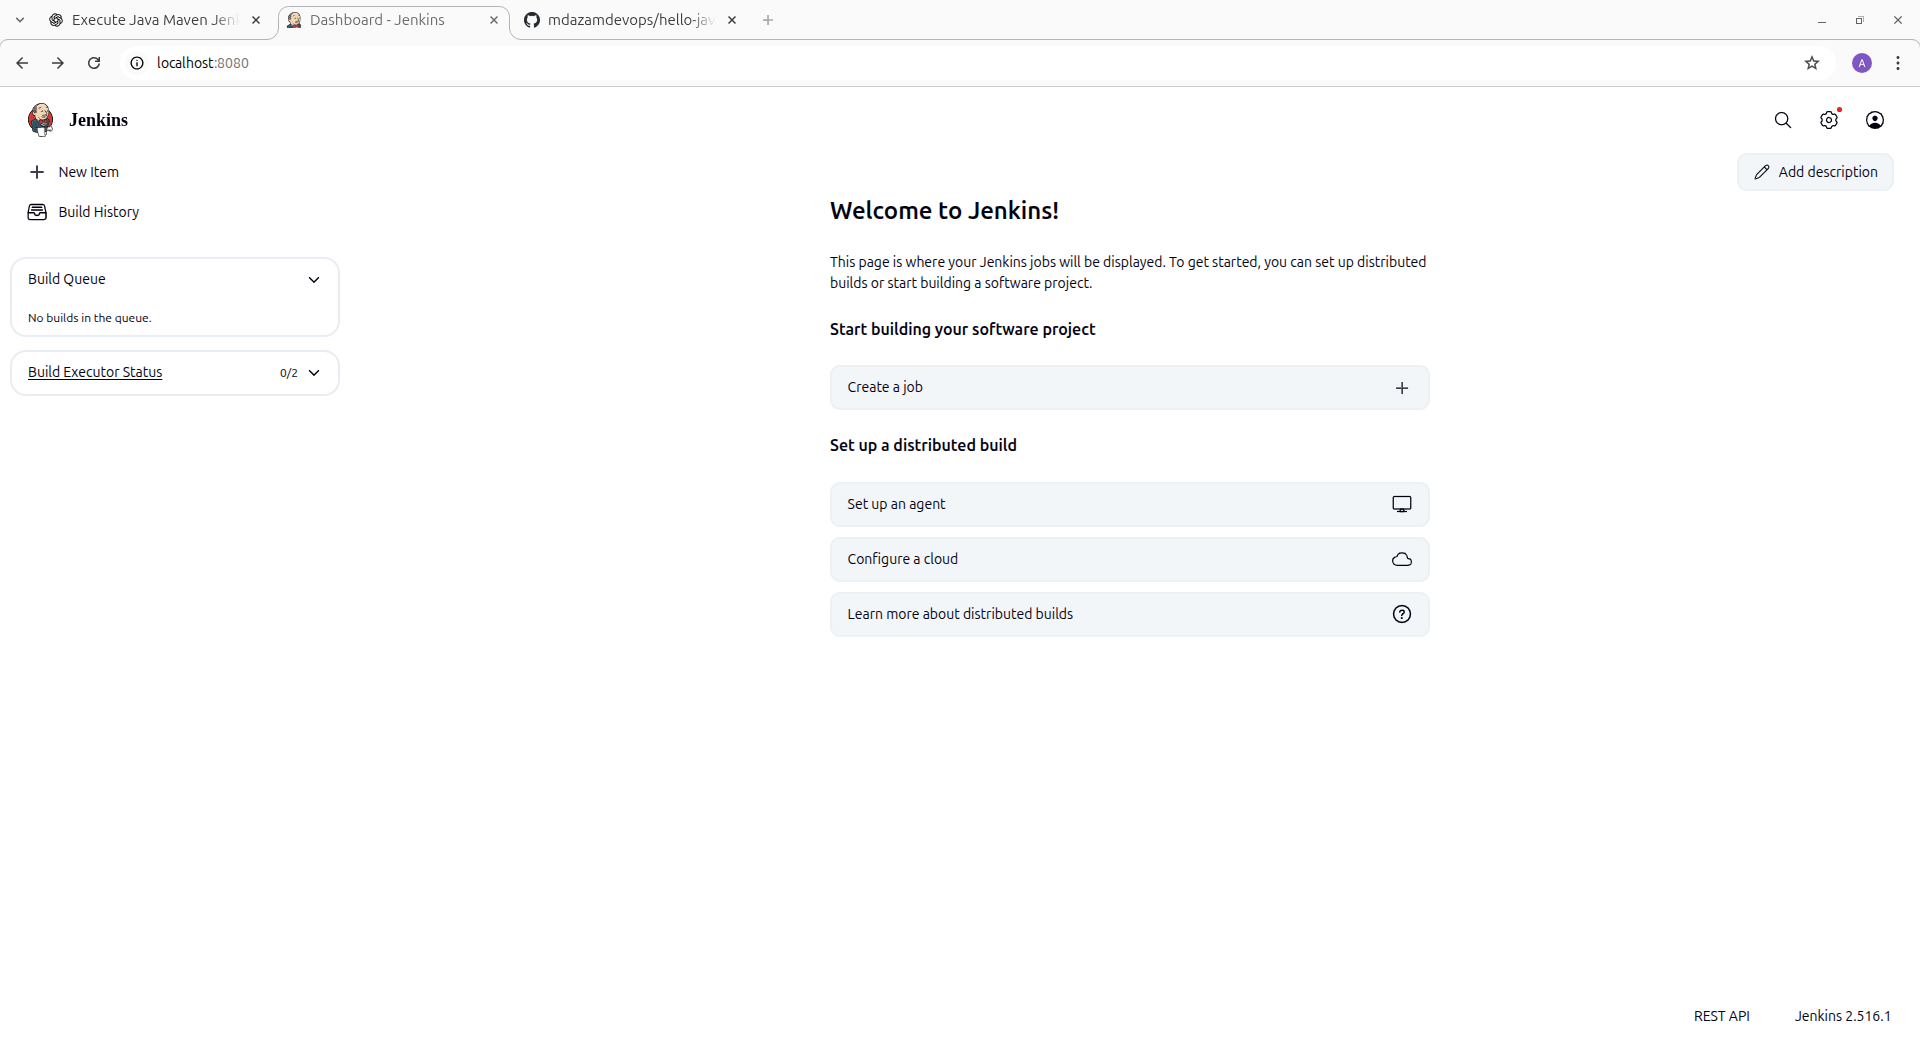 Execute Java Maven Jen
Dashboard - Jenkins
mdazamdevops/hello-jav
localhost:8080
A
Jenkins
New Item
Add description
Build History
Welcome to Jenkins!
This page is where your Jenkins jobs will be displayed. To get started, you can set up distributed
builds or start building a software project.
Build Queue
No builds in the queue.
Start building your software project
Build Executor Status 0/2
Create a job
Set up a distributed build
Set up an agent
Configure a cloud
Learn more about distributed builds
REST API Jenkins 2.516.1